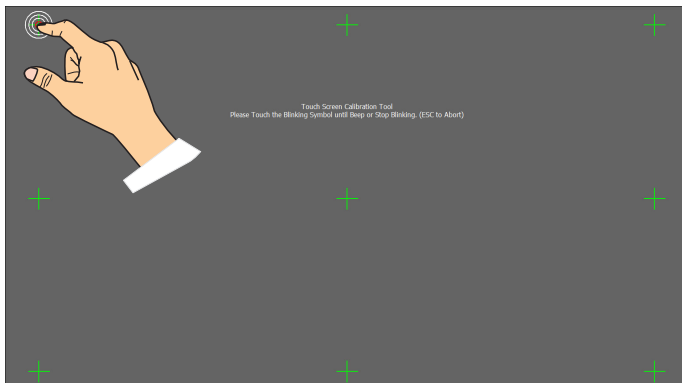 Touch Screen Calibration Tool
Please Touch the Blinking Symbol until Beep or Stop Blinking. (ESC to Abort)